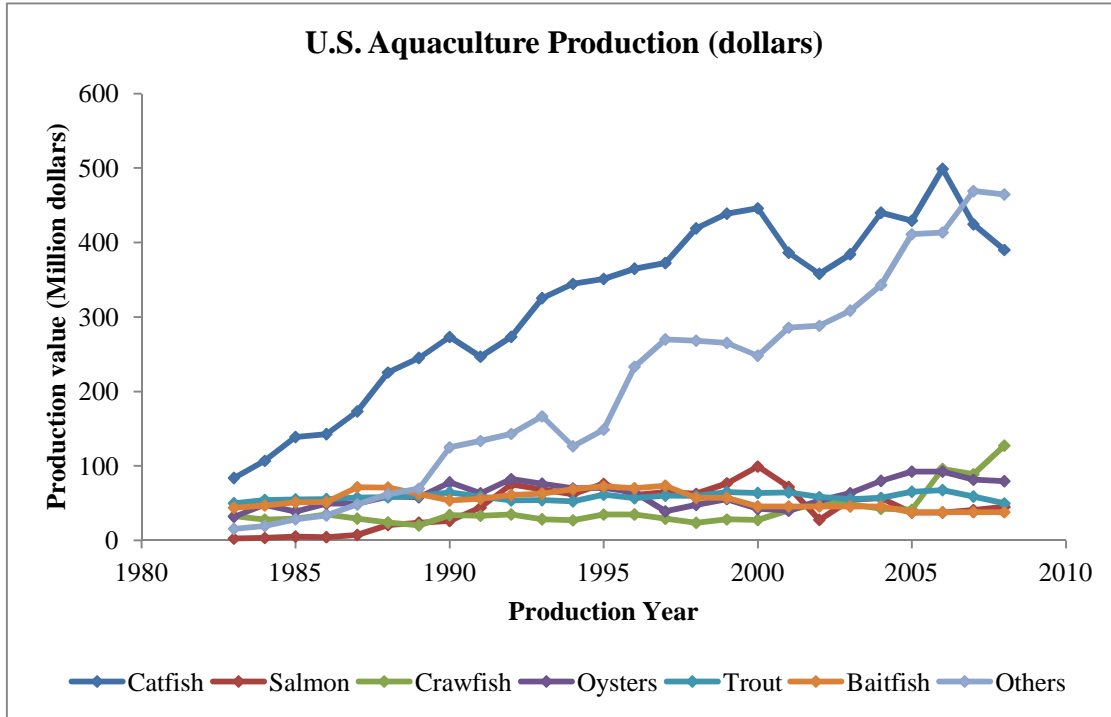 U.S. Aquaculture Production (dollars)
Production value (Million dollars)
600
500
400
300
200
100
0
1980 1985 1990 1995 2000 2005 2010
Production Year
Catfish Salmon Crawfish Oysters Trout Baitfish Others